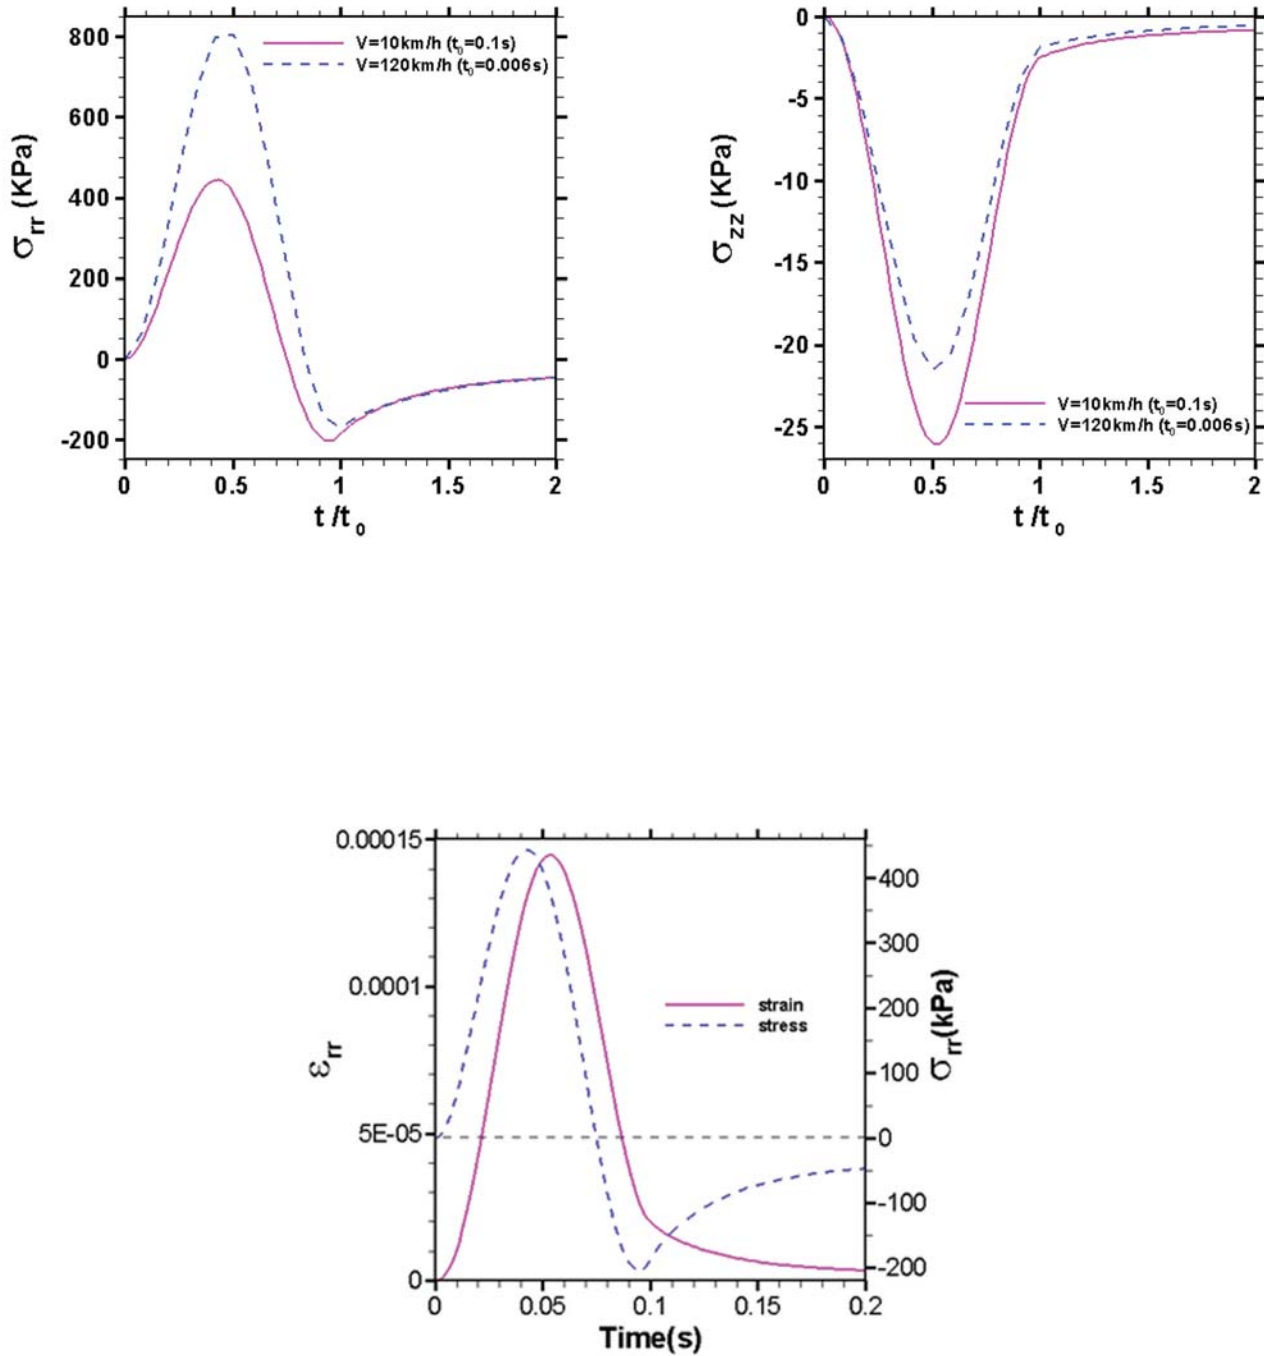 800
600
400
200
0
-200
σrr (KPa)
V=10km/h (t0=0.1s)
V=120km/h (t0=0.006s)
0
0.5
1
1.5
2
t /t0
0
-5
-10
-15
-20
-25
σzz (KPa)
V=10km/h (t0=0.1s)
V=120km/h (t0=0.006s)
0
0.5
1
1.5
2
t /t0
0.00015
0.0001
5E-05
0
εrr
strain
stress
400
300
200
100
0
-100
-200
σrr(kPa)
0
0.05
0.1
0.15
0.2
Time(s)